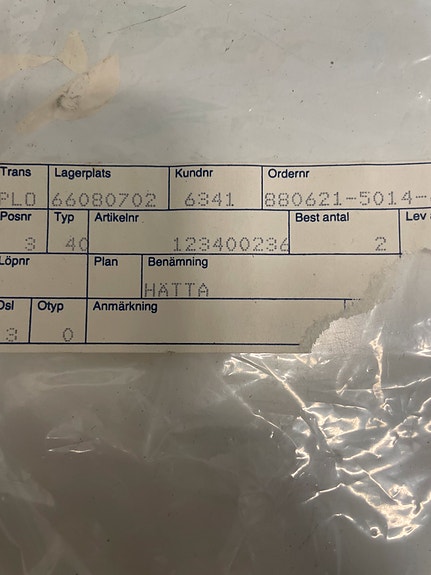 Trans Lagerplats Kundnr Ordernr
PLO 66080702 6341 880621-5014-
Posnr Typ Artikelnr Best antal Lev
3 40 123400236 2
Löpnr Plan Benämning
HÄTTA
Dsl Otyp Anmärkning
3 0